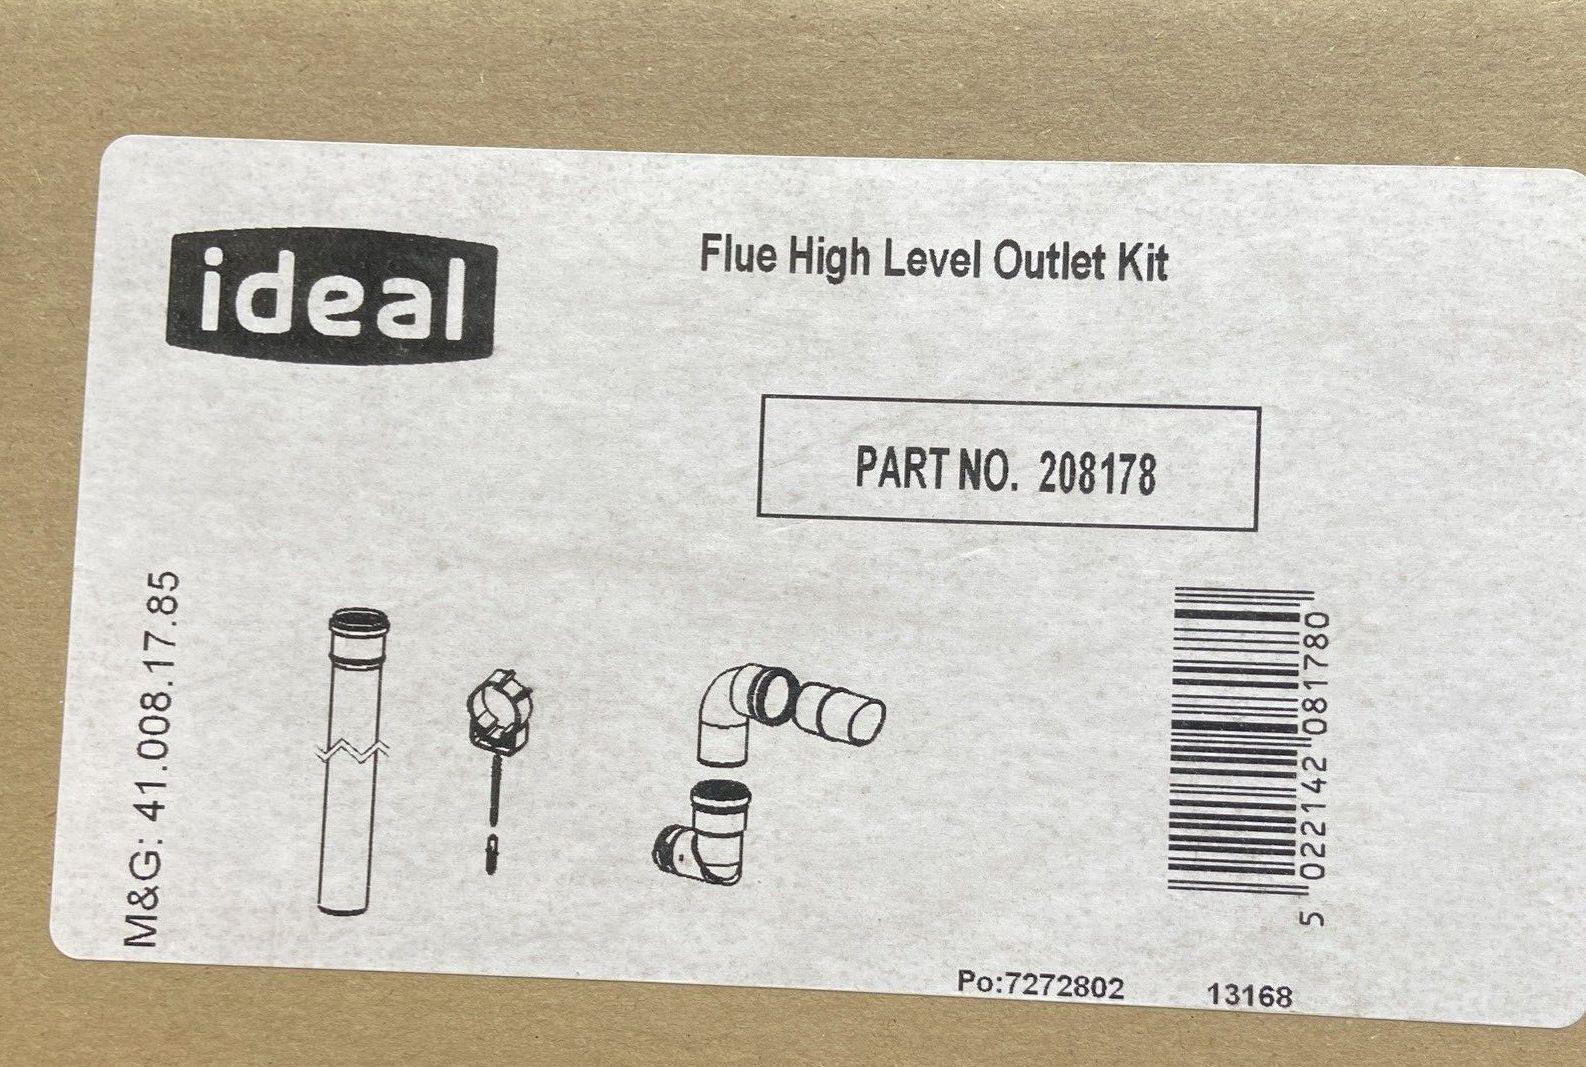 ideal
Flue High Level Outlet Kit
PART NO. 208178
M&G: 41.008.17.85
5 022142 081780
Po:7272802 13168